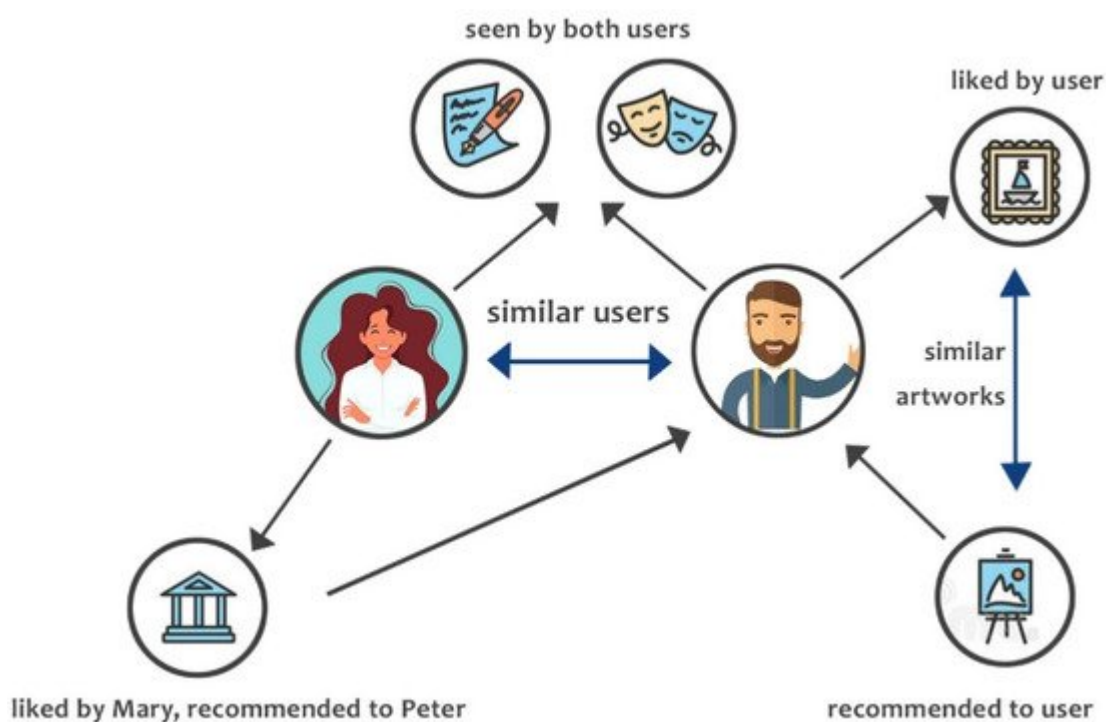 seen by both users
liked by user
similar users
similar
artworks
liked by Mary, recommended to Peter
recommended to user